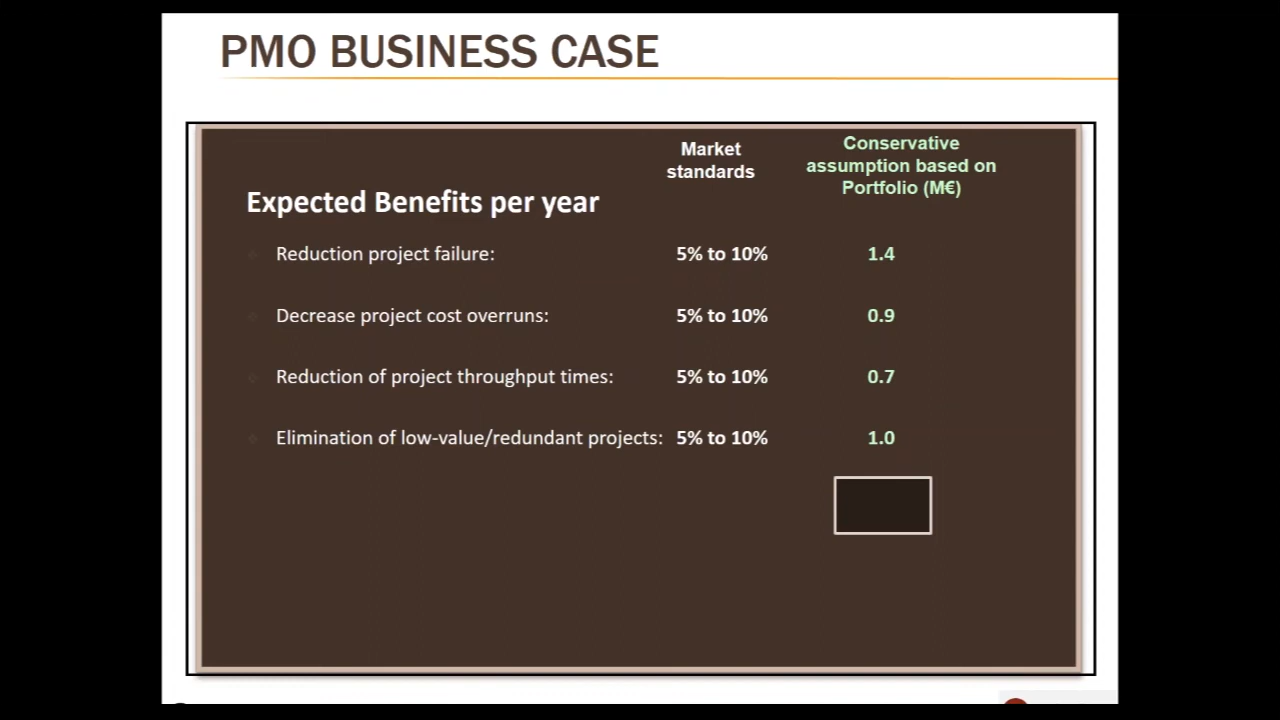 PMO BUSINESS CASE
Market
standards
Conservative
assumption based on
Portfolio (M€)
Expected Benefits per year
Reduction project failure: 5% to 10% 1.4
Decrease project cost overruns: 5% to 10% 0.9
Reduction of project throughput times: 5% to 10% 0.7
Elimination of low-value/redundant projects: 5% to 10% 1.0